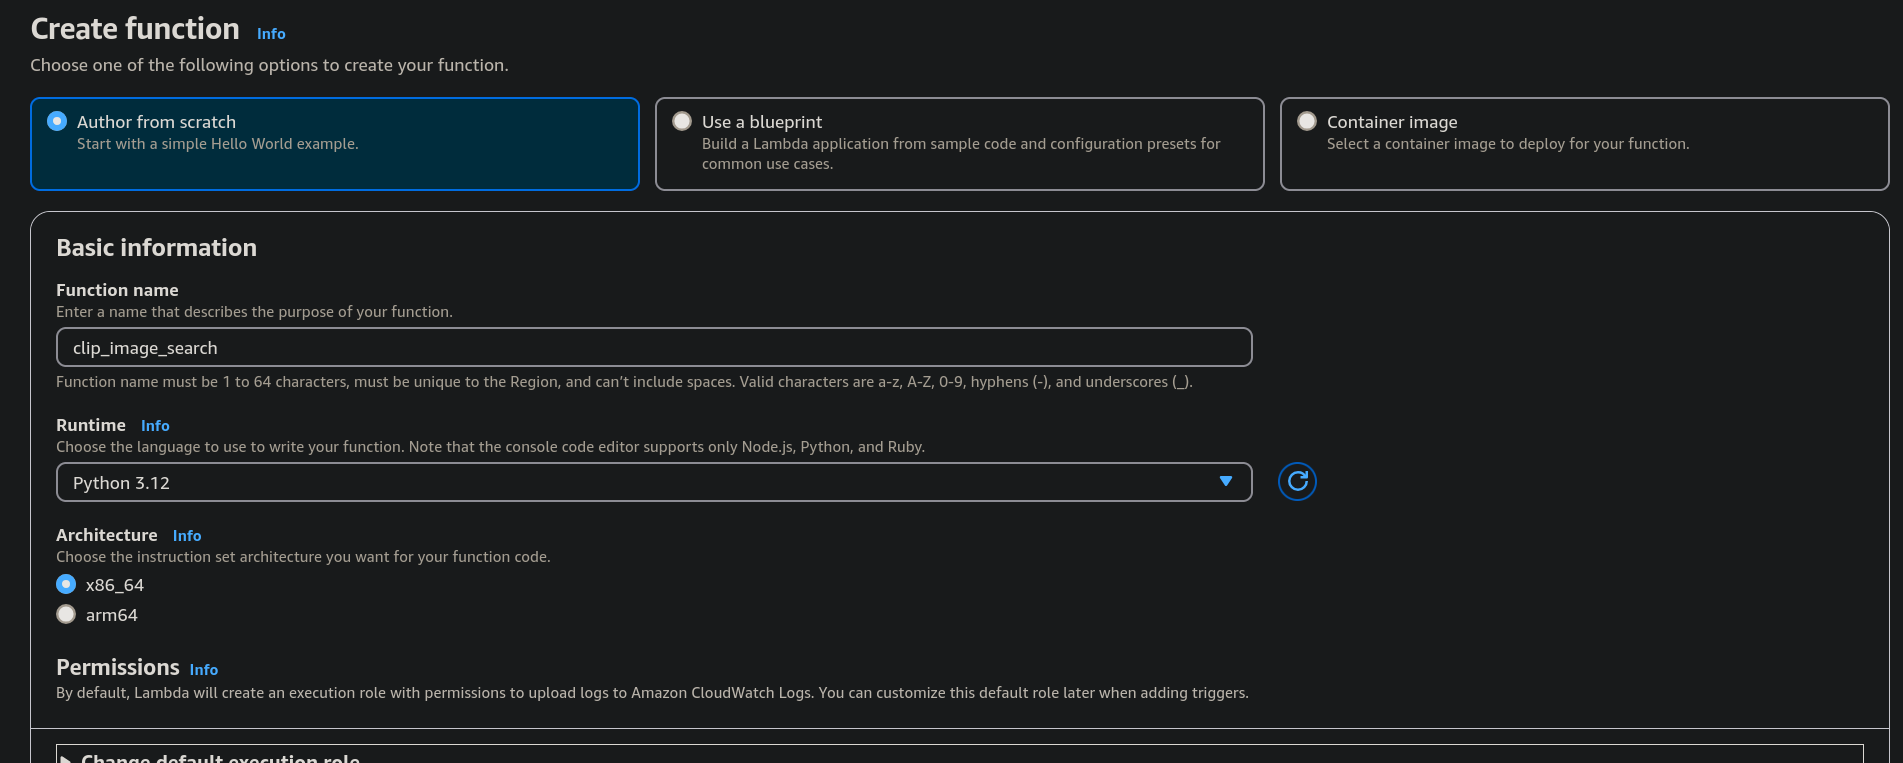 Create function Info
Choose one of the following options to create your function.
Author from scratch
Start with a simple Hello World example.
Use a blueprint
Build a Lambda application from sample code and configuration presets for
common use cases.
Container image
Select a container image to deploy for your function.
Basic information
Function name
Enter a name that describes the purpose of your function.
clip_image_search
Function name must be 1 to 64 characters, must be unique to the Region, and can’t include spaces. Valid characters are a-z, A-Z, 0-9, hyphens (-), and underscores (_).
Runtime Info
Choose the language to use to write your function. Note that the console code editor supports only Node.js, Python, and Ruby.
Python 3.12
Architecture Info
Choose the instruction set architecture you want for your function code.
x86_64
arm64
Permissions Info
By default, Lambda will create an execution role with permissions to upload logs to Amazon CloudWatch Logs. You can customize this default role later when adding triggers.
Change default execution role